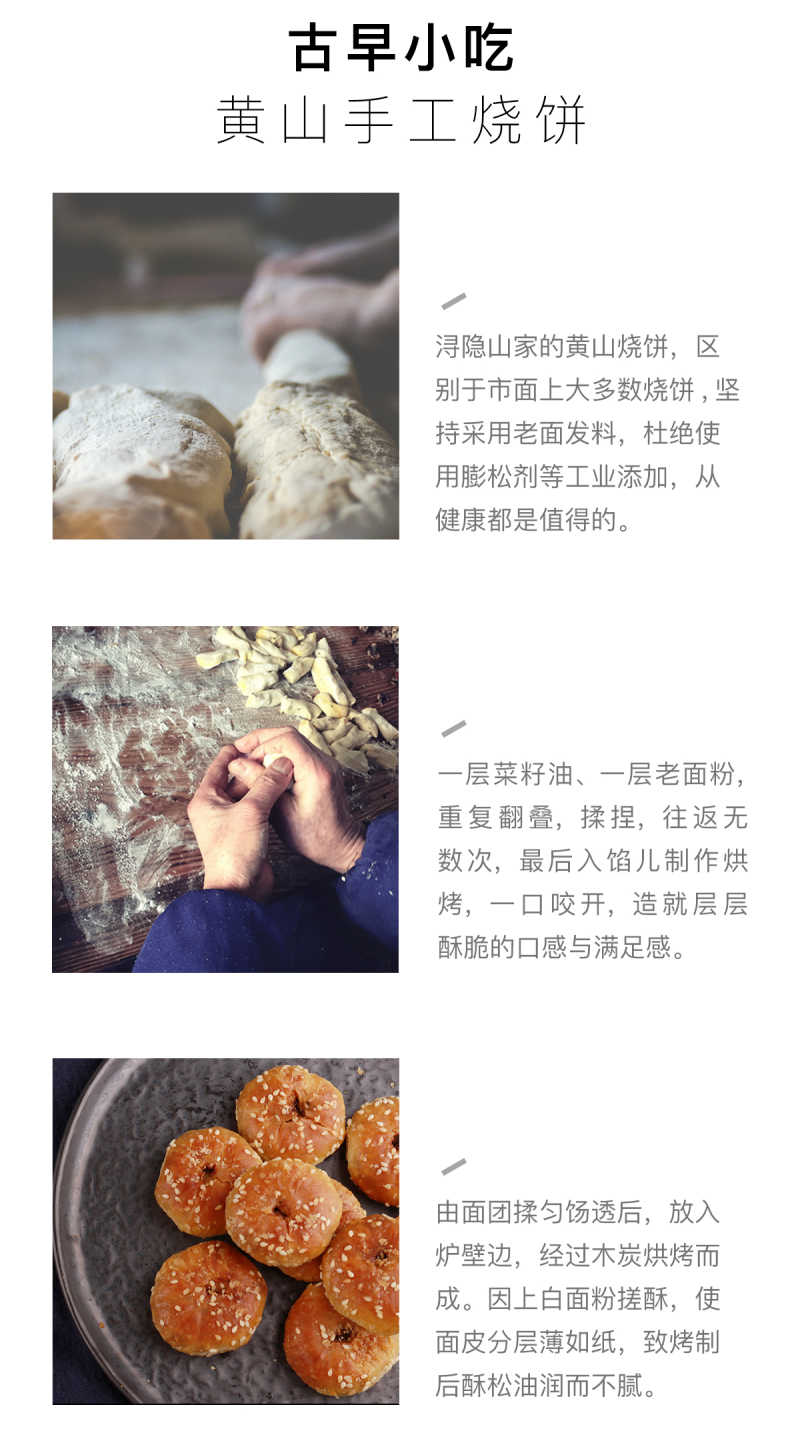 古早小吃
黄山手工烧饼
浔隐山家的黄山烧饼，区
别于市面上大多数烧饼，坚
持采用老面发料，杜绝使
用膨松剂等工业添加，从
健康都是值得的。
一层菜籽油、一层老面粉，
重复翻叠，揉捏，往返无
数次，最后入馅儿制作烘
烤，一口咬开，造就层层
酥脆的口感与满足感。
由面团揉匀饧透后，放入
炉壁边，经过木炭烘烤而
成。因上白面粉搓酥，使
面皮分层薄如纸，致烤制
后酥松油润而不腻。